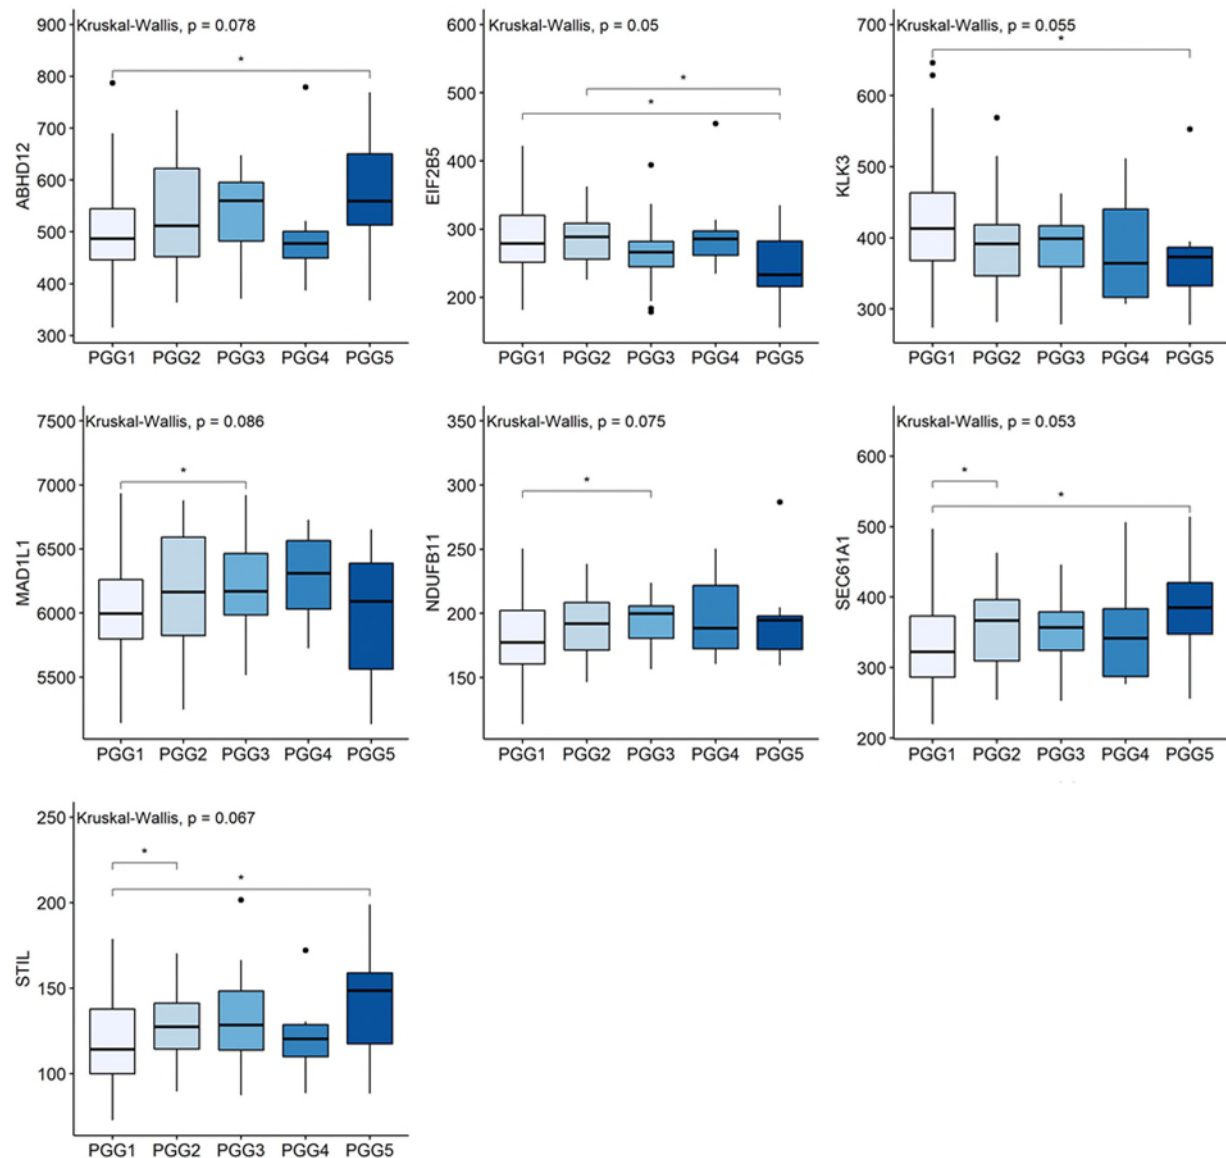 Kruskal-Wallis, p = 0.078
900
800
700
600
500
400
300
ABHD12
*
PGG1 PGG2 PGG3 PGG4 PGG5
Kruskal-Wallis, p = 0.05
600
500
400
300
200
EIF2B5
*
*
PGG1 PGG2 PGG3 PGG4 PGG5
Kruskal-Wallis, p = 0.055
700
600
500
400
300
KLK3
*
PGG1 PGG2 PGG3 PGG4 PGG5
Kruskal-Wallis, p = 0.086
7500
7000
6500
6000
5500
MAD1L1
*
PGG1 PGG2 PGG3 PGG4 PGG5
Kruskal-Wallis, p = 0.075
350
300
250
200
150
NDUFB11
*
PGG1 PGG2 PGG3 PGG4 PGG5
Kruskal-Wallis, p = 0.053
600
500
400
300
200
SEC61A1
*
*
PGG1 PGG2 PGG3 PGG4 PGG5
Kruskal-Wallis, p = 0.067
250
200
150
100
STIL
*
*
PGG1 PGG2 PGG3 PGG4 PGG5